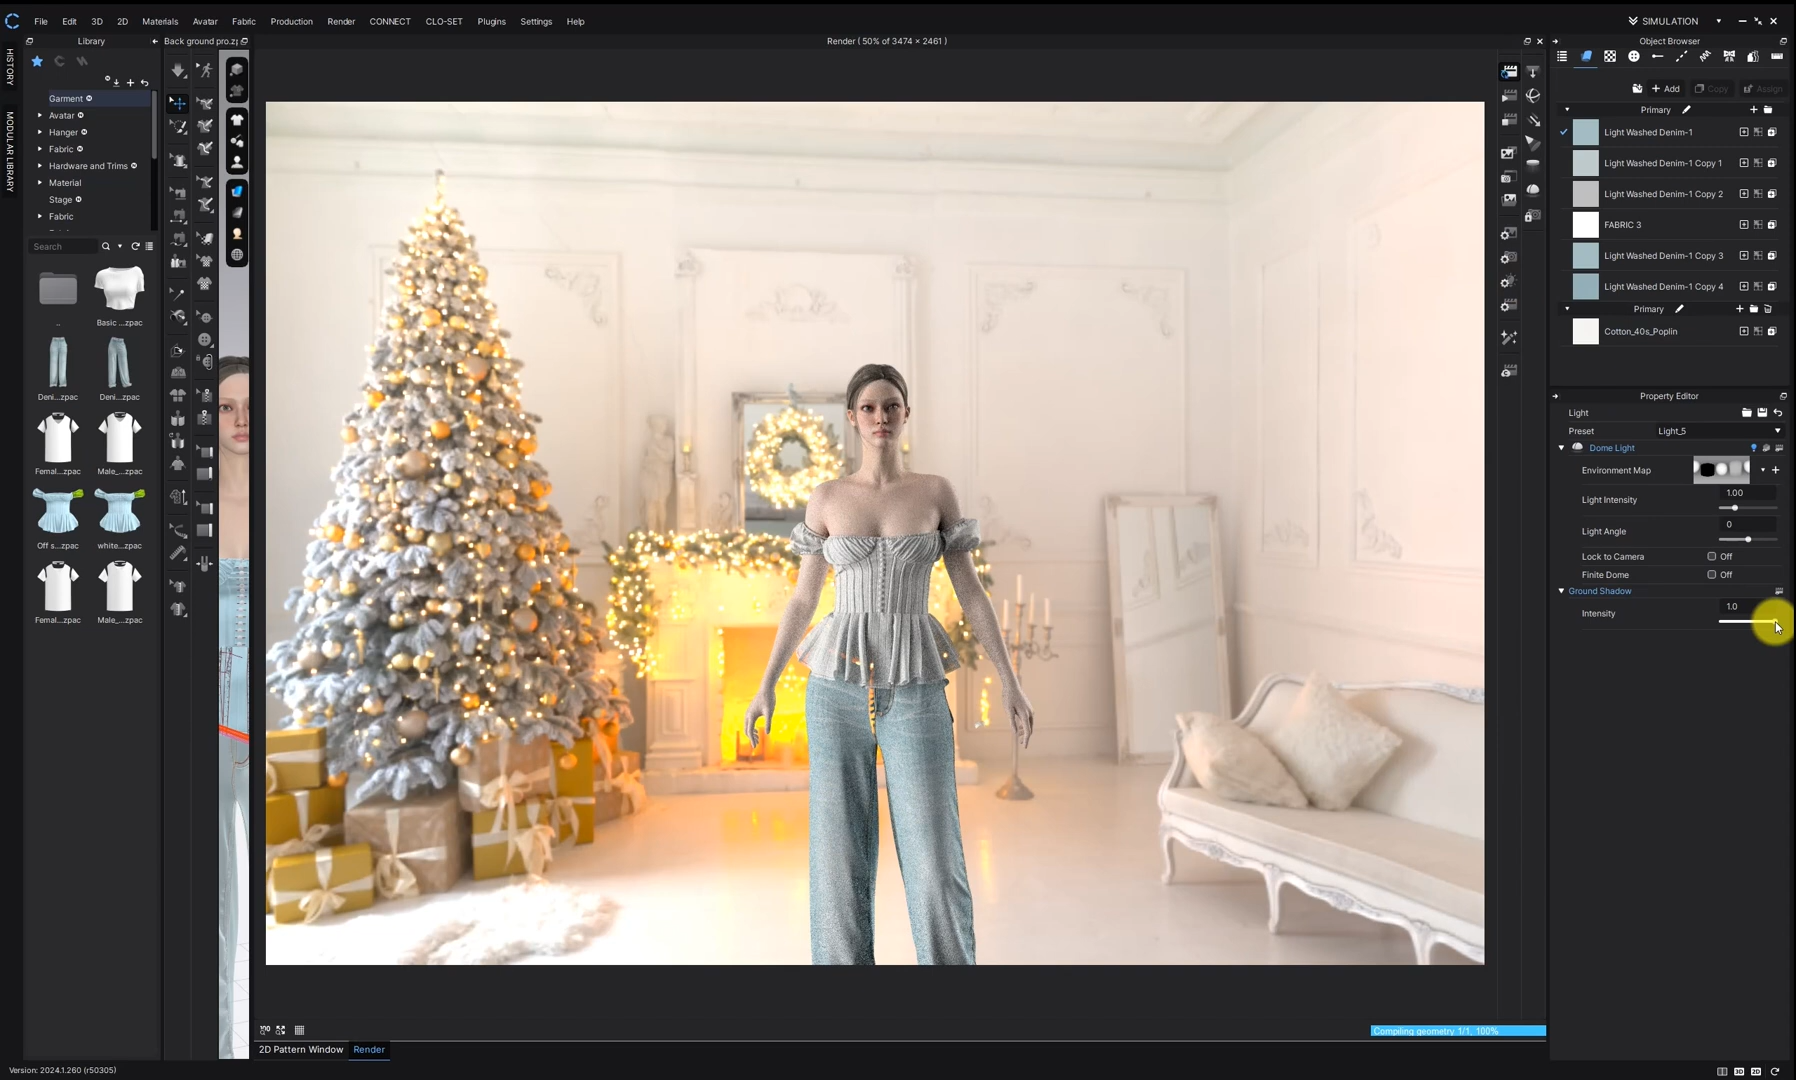 File Edit 3D 2D Materials Avatar Fabric Production Render CONNECT CLO-SET Plugins Settings Help
SIMULATION
HISTORY
MODULAR LIBRARY
Library
Garment
Avatar
Hanger
Fabric
Hardware and Trims
Material
Stage
Fabric
Search
..
Basic ...zpac
Deni...zpac
Deni...zpac
Femal...zpac
Male_...zpac
Off s...zpac
white...zpac
Femal...zpac
Male_...zpac
Back ground pro.z
Render ( 50% of 3474 × 2461 )
Compiling geometry 1/1, 100%
2D Pattern Window
Render
Object Browser
Add
Copy
Assign
Primary
Light Washed Denim-1
Light Washed Denim-1 Copy 1
Light Washed Denim-1 Copy 2
FABRIC 3
Light Washed Denim-1 Copy 3
Light Washed Denim-1 Copy 4
Primary
Cotton_40s_Poplin
Property Editor
Light
Preset Light_5
Dome Light
Environment Map
Light Intensity 1.00
Light Angle 0
Lock to Camera Off
Finite Dome Off
Ground Shadow
Intensity 1.0
Version: 2024.1.260 (r50305)
3D
2D